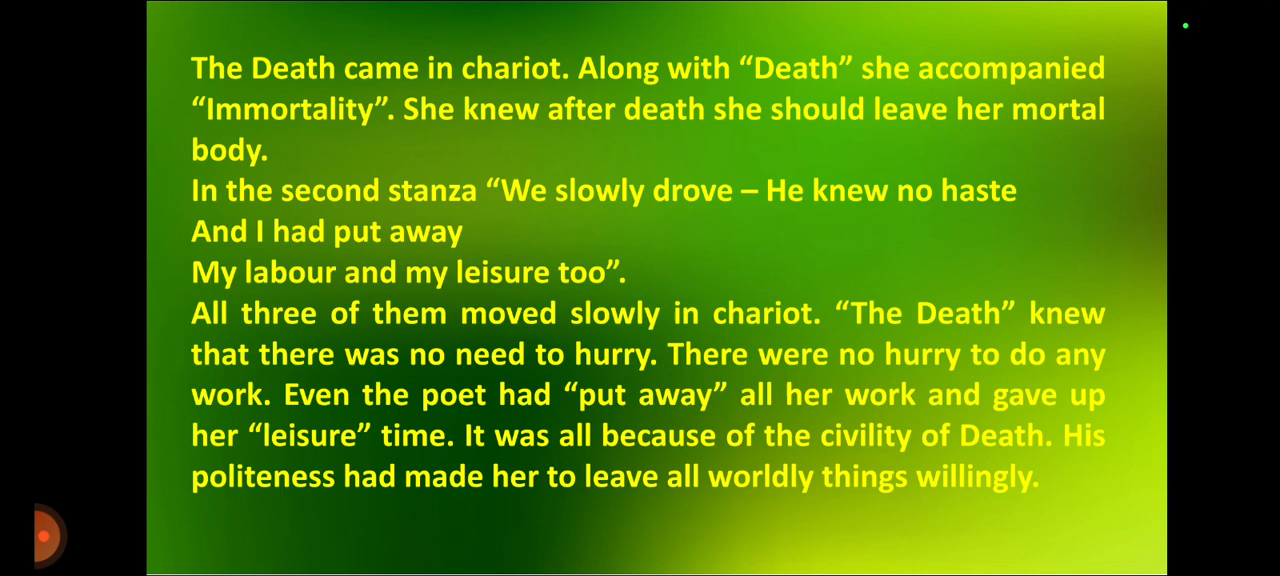 The Death came in chariot. Along with “Death” she accompanied
“Immortality”. She knew after death she should leave her mortal
body.
In the second stanza “We slowly drove – He knew no haste
And I had put away
My labour and my leisure too”.
All three of them moved slowly in chariot. “The Death” knew
that there was no need to hurry. There were no hurry to do any
work. Even the poet had “put away” all her work and gave up
her “leisure” time. It was all because of the civility of Death. His
politeness had made her to leave all worldly things willingly.